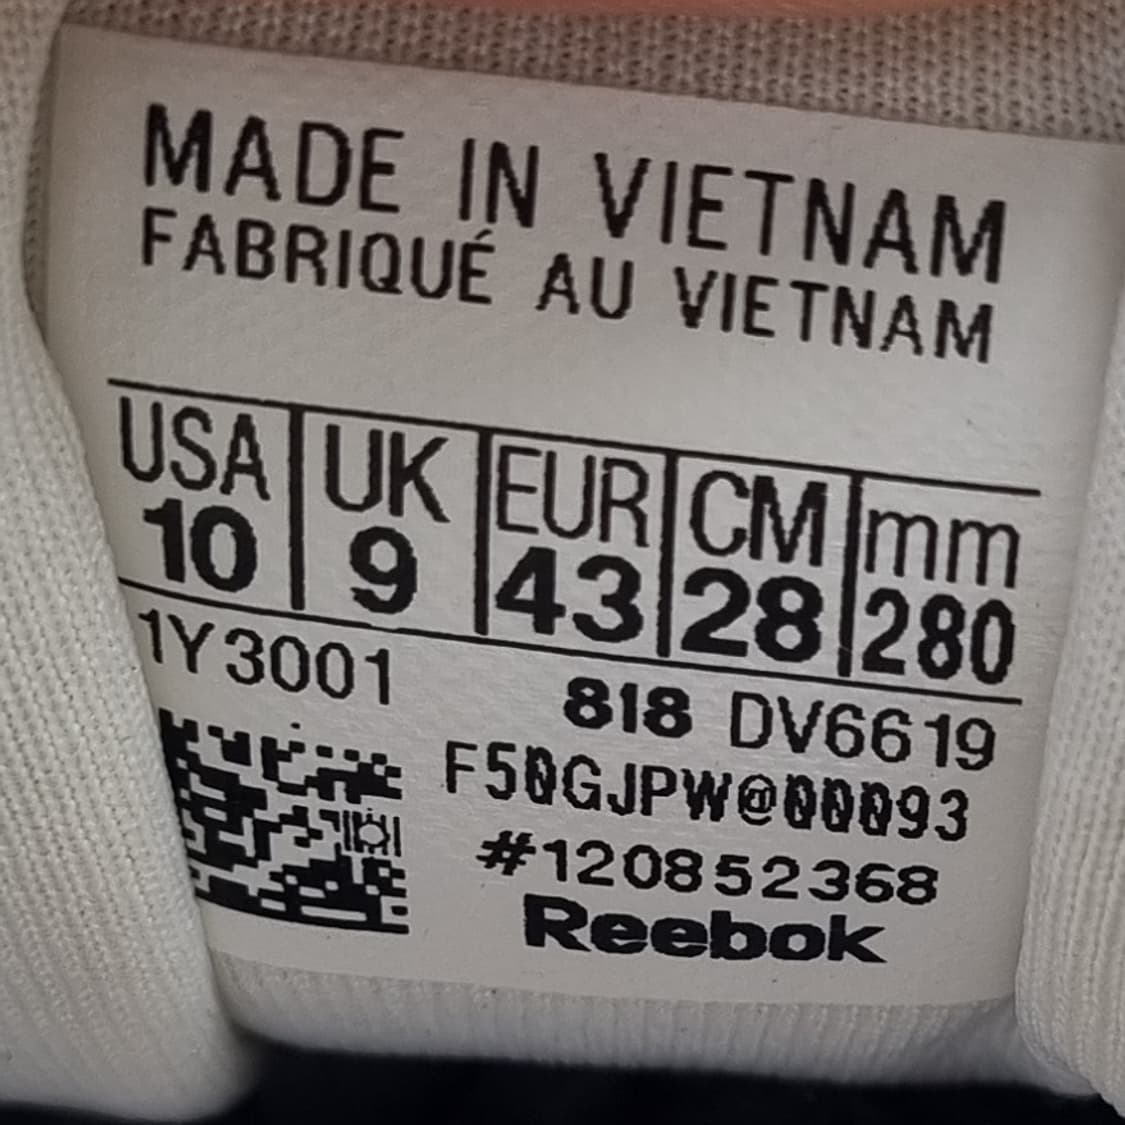 MADE IN VIETNAM
FABRIQUÉ AU VIETNAM
USA UK EUR CM mm
10 9 43 28 280
1Y3001
818 DV6619
F50GJPW@00093
#120852368
Reebok